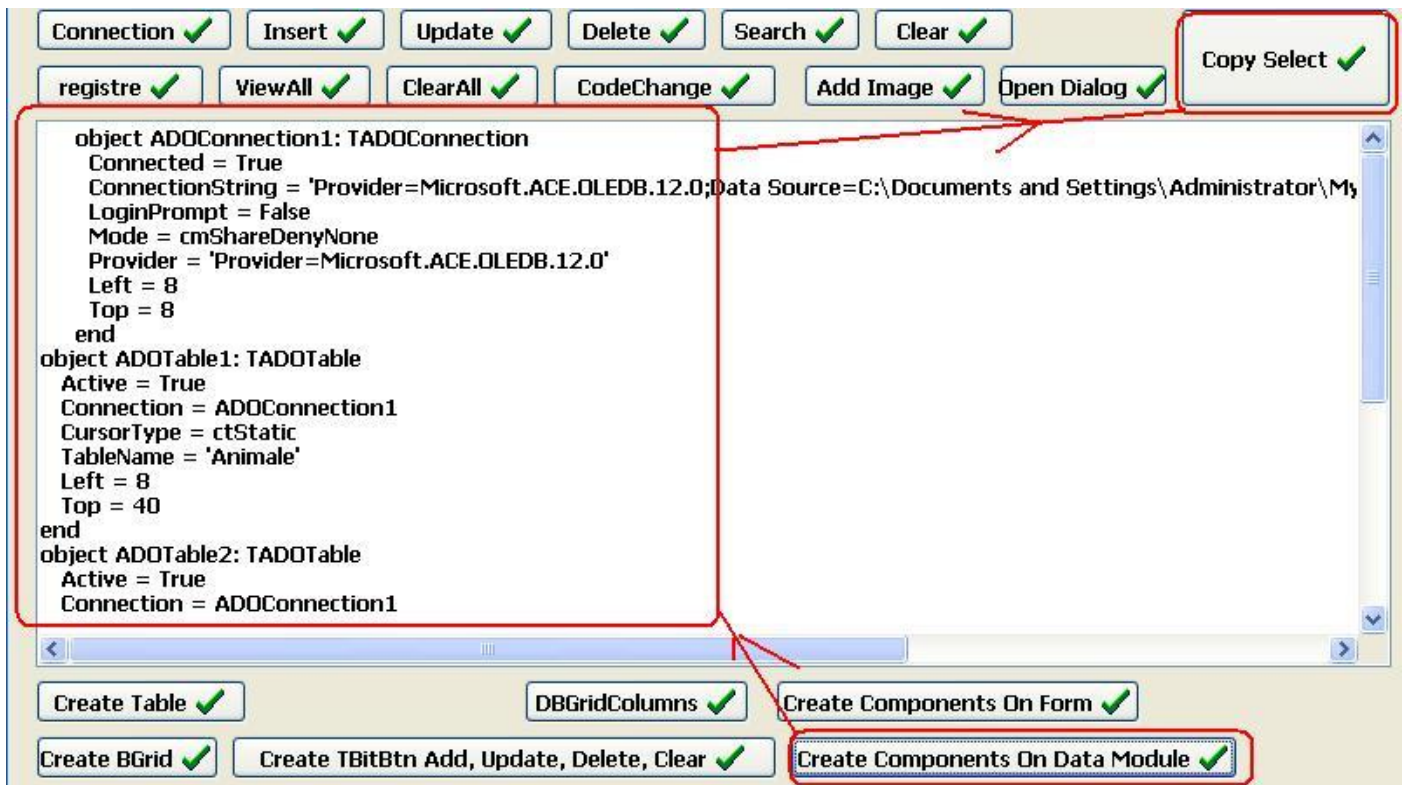 Connection Insert Update Delete Search Clear
Copy Select
registre ViewAll ClearAll CodeChange Add Image Open Dialog
object ADOConnection1: TADOConnection
Connected = True
ConnectionString = 'Provider=Microsoft.ACE.OLEDB.12.0;Data Source=C:\Documents and Settings\Administrator\My
LoginPrompt = False
Mode = cmShareDenyNone
Provider = 'Provider=Microsoft.ACE.OLEDB.12.0'
Left = 8
Top = 8
end
object ADOTable1: TADOTable
Active = True
Connection = ADOConnection1
CursorType = ctStatic
TableName = 'Animale'
Left = 8
Top = 40
end
object ADOTable2: TADOTable
Active = True
Connection = ADOConnection1
Create Table DBGridColumns Create Components On Form
Create BGrid Create TBitBtn Add, Update, Delete, Clear Create Components On Data Module